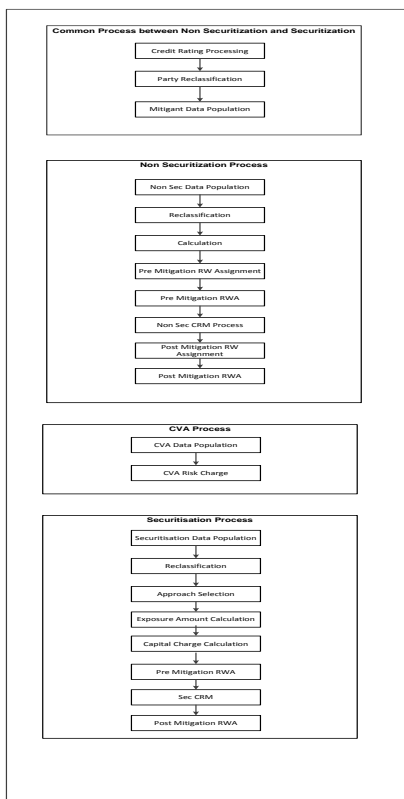 Common Process between Non Securitization and Securitization
Credit Rating Processing
Party Reclassification
Mitigant Data Population
Non Securitization Process
Non Sec Data Population
Reclassification
Calculation
Pre Mitigation RW Assignment
Pre Mitigation RWA
Non Sec CRM Process
Post Mitigation RW
Assignment
Post Mitigation RWA
CVA Process
CVA Data Population
CVA Risk Charge
Securitisation Process
Securitisation Data Population
Reclassification
Approach Selection
Exposure Amount Calculation
Capital Charge Calculation
Pre Mitigation RWA
Sec CRM
Post Mitigation RWA